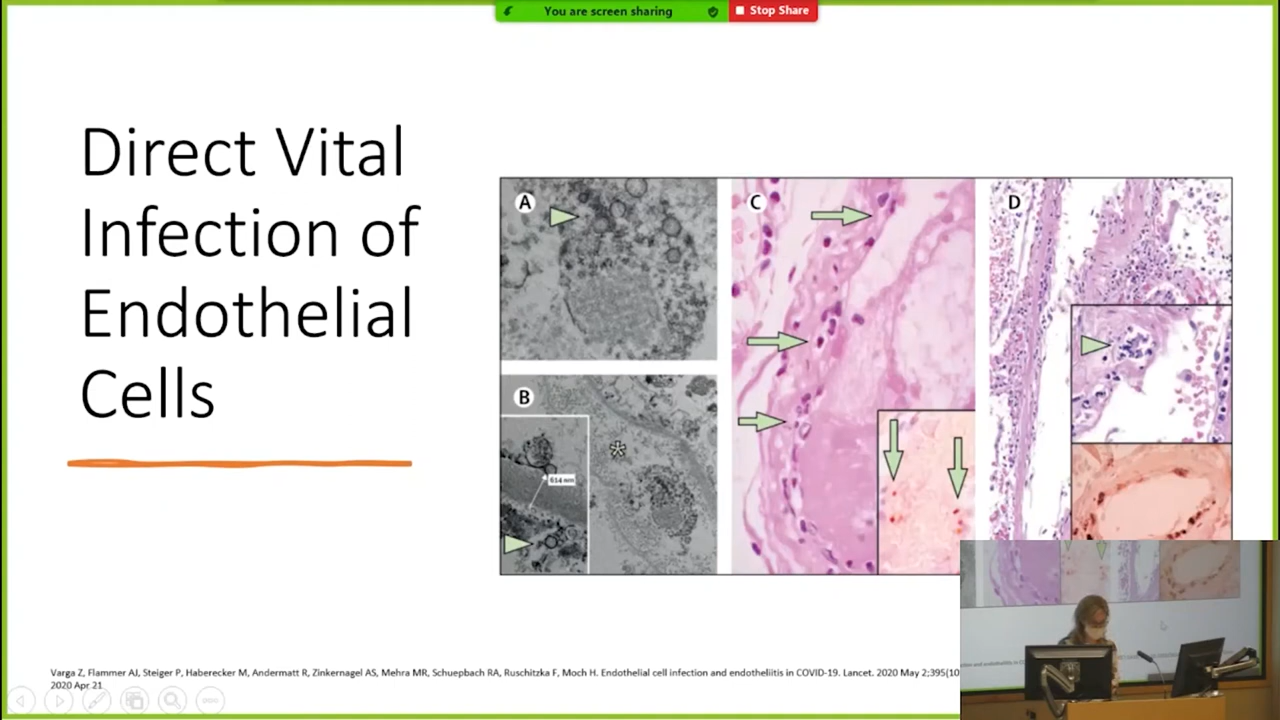 You are screen sharing
Stop Share
Direct Vital
Infection of
Endothelial
Cells
A
B
614 nm
C
D
Varga Z, Flammer AJ, Steiger P, Haberecker M, Andermatt R, Zinkernagel AS, Mehra MR, Schuepbach RA, Ruschitzka F, Moch H. Endothelial cell infection and endotheliitis in COVID-19. Lancet. 2020 May 2;395(10
2020 Apr 21